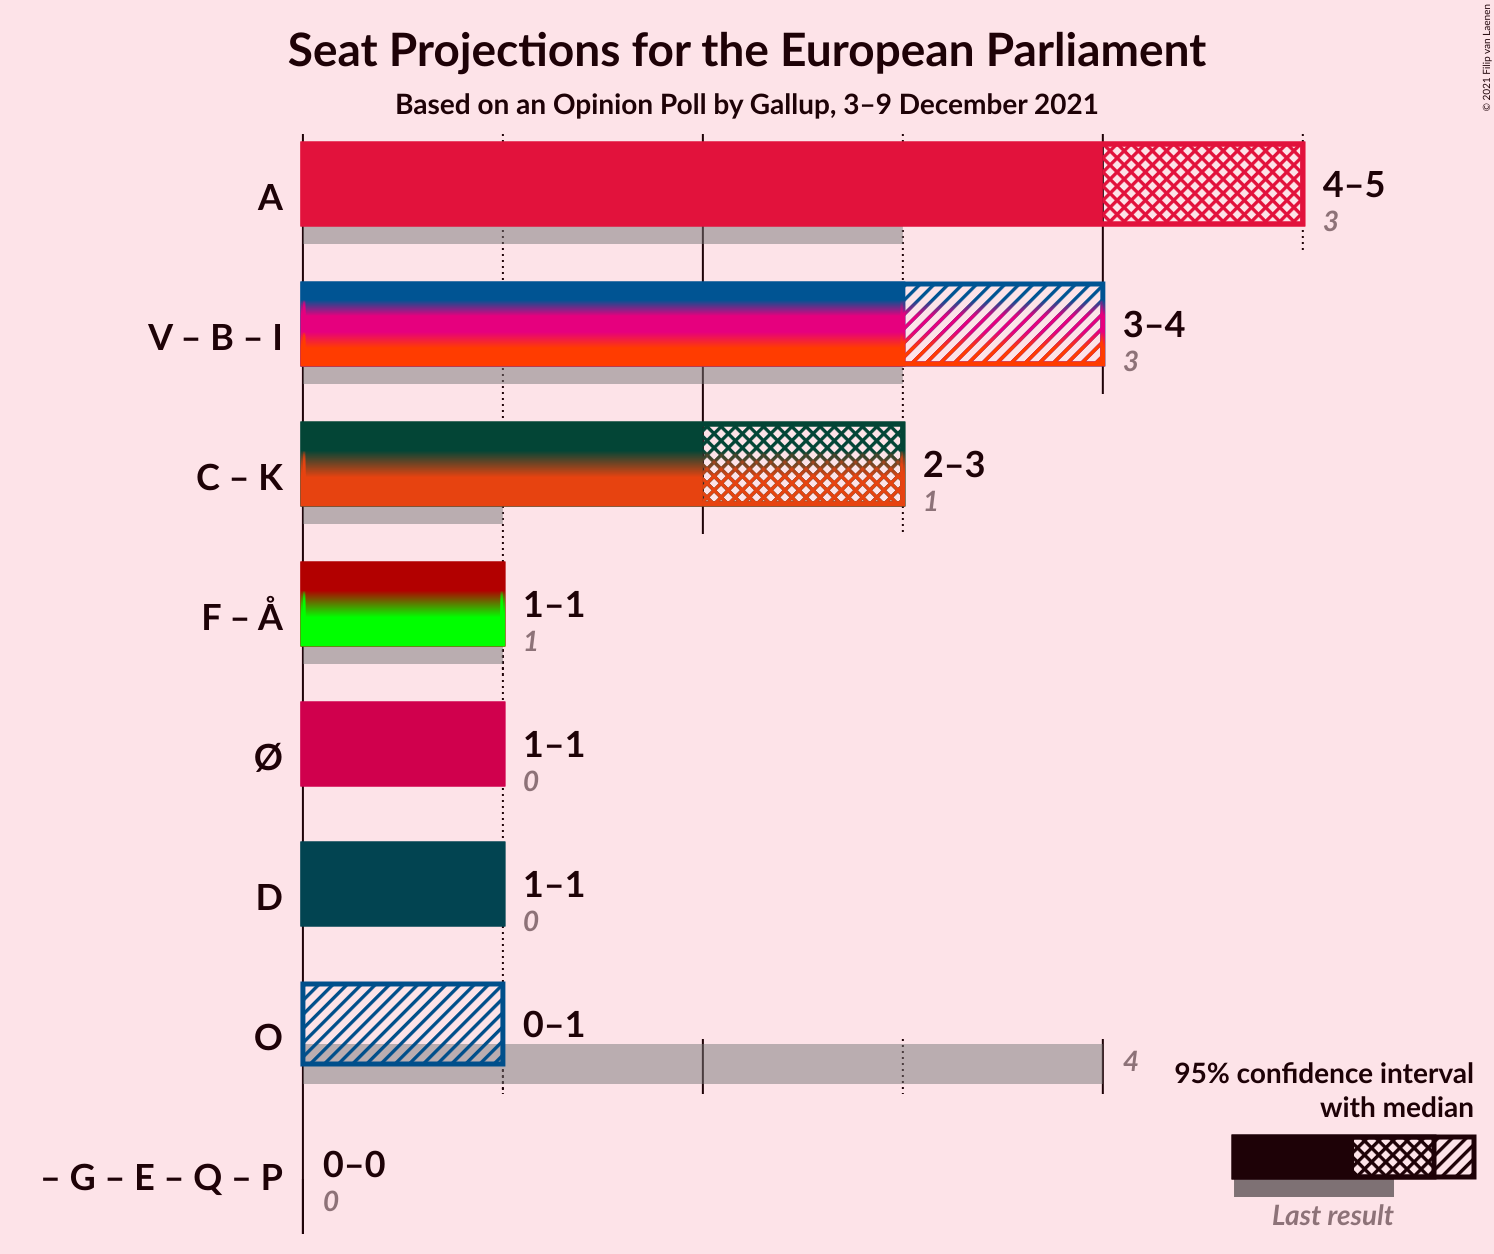 Seat Projections for the European Parliament
Based on an Opinion Poll by Gallup, 3–9 December 2021
© 2021 Filip van Laenen
A
4–5
3
V – B – I
3–4
3
C – K
2–3
1
F – Å
1–1
1
Ø
1–1
0
D
1–1
0
O
0–1
4
– G – E – Q – P
0–0
0
95% confidence interval
with median
Last result